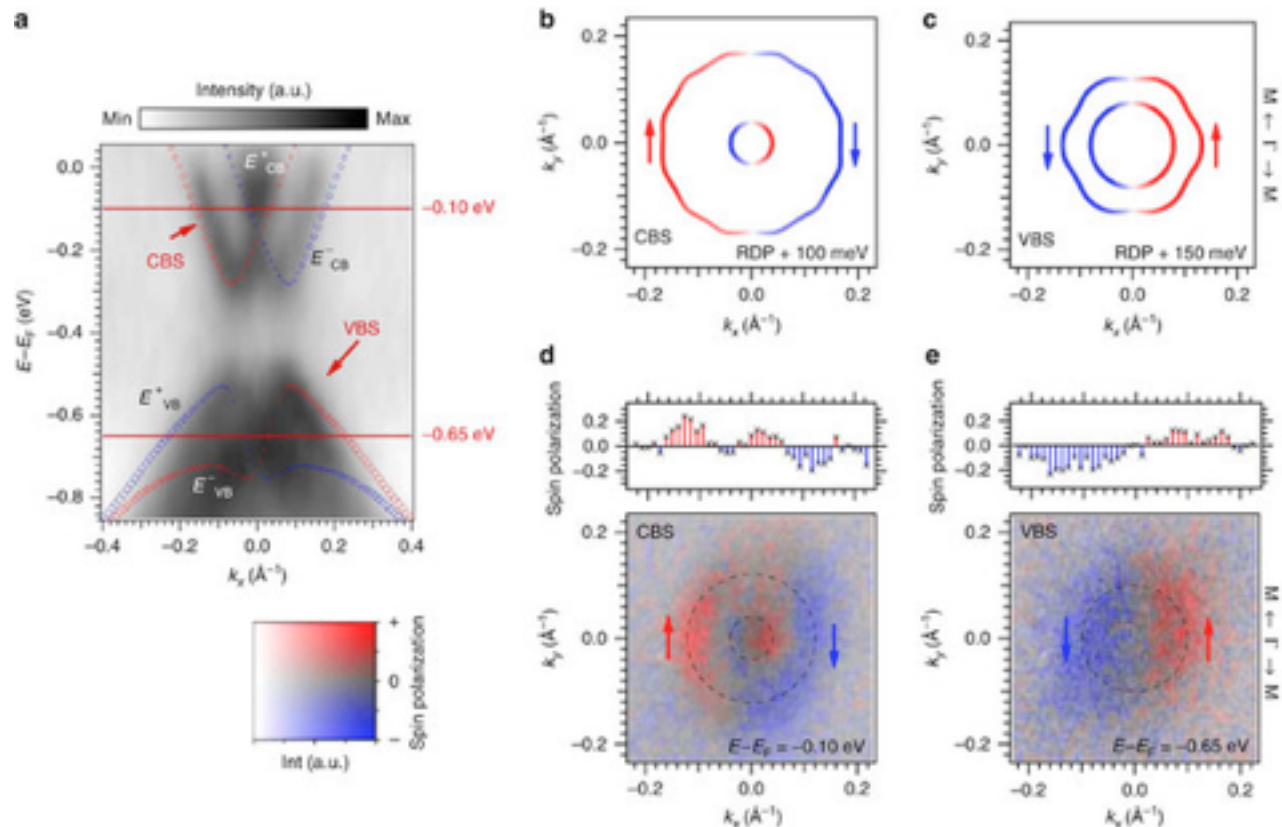 a
Intensity (a.u.)
Min
Max
E⁺CB
−0.10 eV
CBS
E⁻CB
VBS
E⁺VB
−0.65 eV
E⁻VB
E−EF (eV)
0.0
−0.2
−0.4
−0.6
−0.8
−0.4 −0.2 0.0 0.2 0.4
kx (Å⁻¹)
+
0
−
Spin polarization
Int (a.u.)
b
0.2
0.0
−0.2
ky (Å⁻¹)
CBS
RDP + 100 meV
−0.2 0.0 0.2
kx (Å⁻¹)
c
0.2
0.0
−0.2
ky (Å⁻¹)
VBS
RDP + 150 meV
−0.2 0.0 0.2
kx (Å⁻¹)
M ← Γ → M
d
Spin polarization
0.2
0.0
−0.2
CBS
0.2
0.0
−0.2
ky (Å⁻¹)
E−EF = −0.10 eV
−0.2 0.0 0.2
kx (Å⁻¹)
e
Spin polarization
0.2
0.0
−0.2
VBS
0.2
0.0
−0.2
ky (Å⁻¹)
E−EF = −0.65 eV
−0.2 0.0 0.2
kx (Å⁻¹)
M ← Γ → M